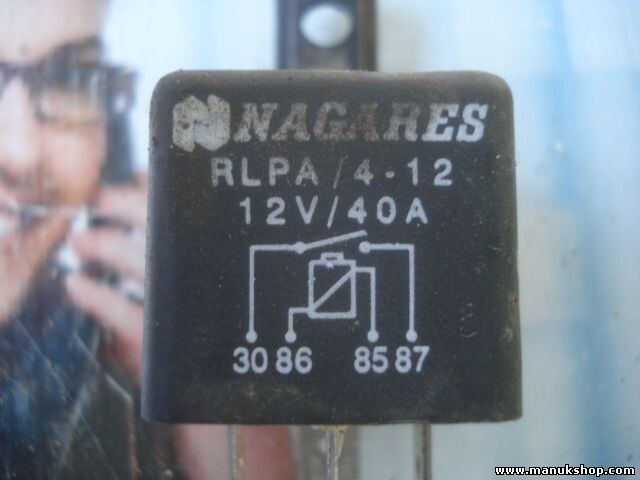 NAGARES
RLPA/4-12
12V/40A
30 86 85 87
www.manukshop.com